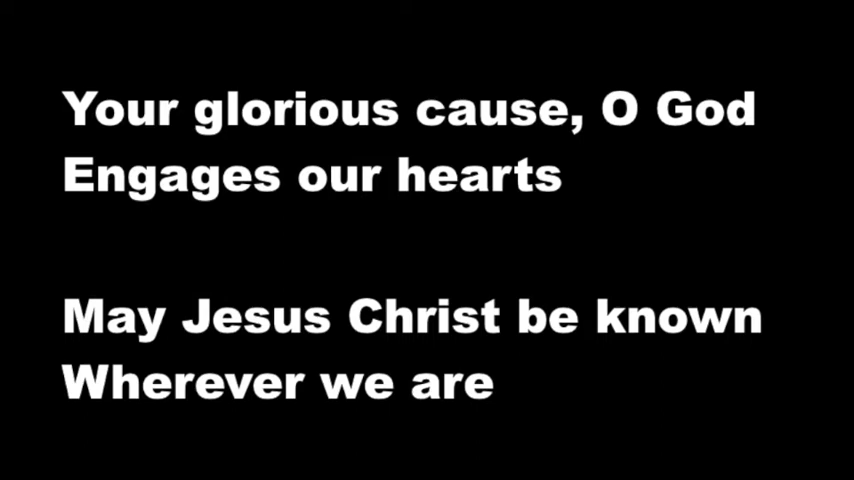 Your glorious cause, O God
Engages our hearts
May Jesus Christ be known
Wherever we are